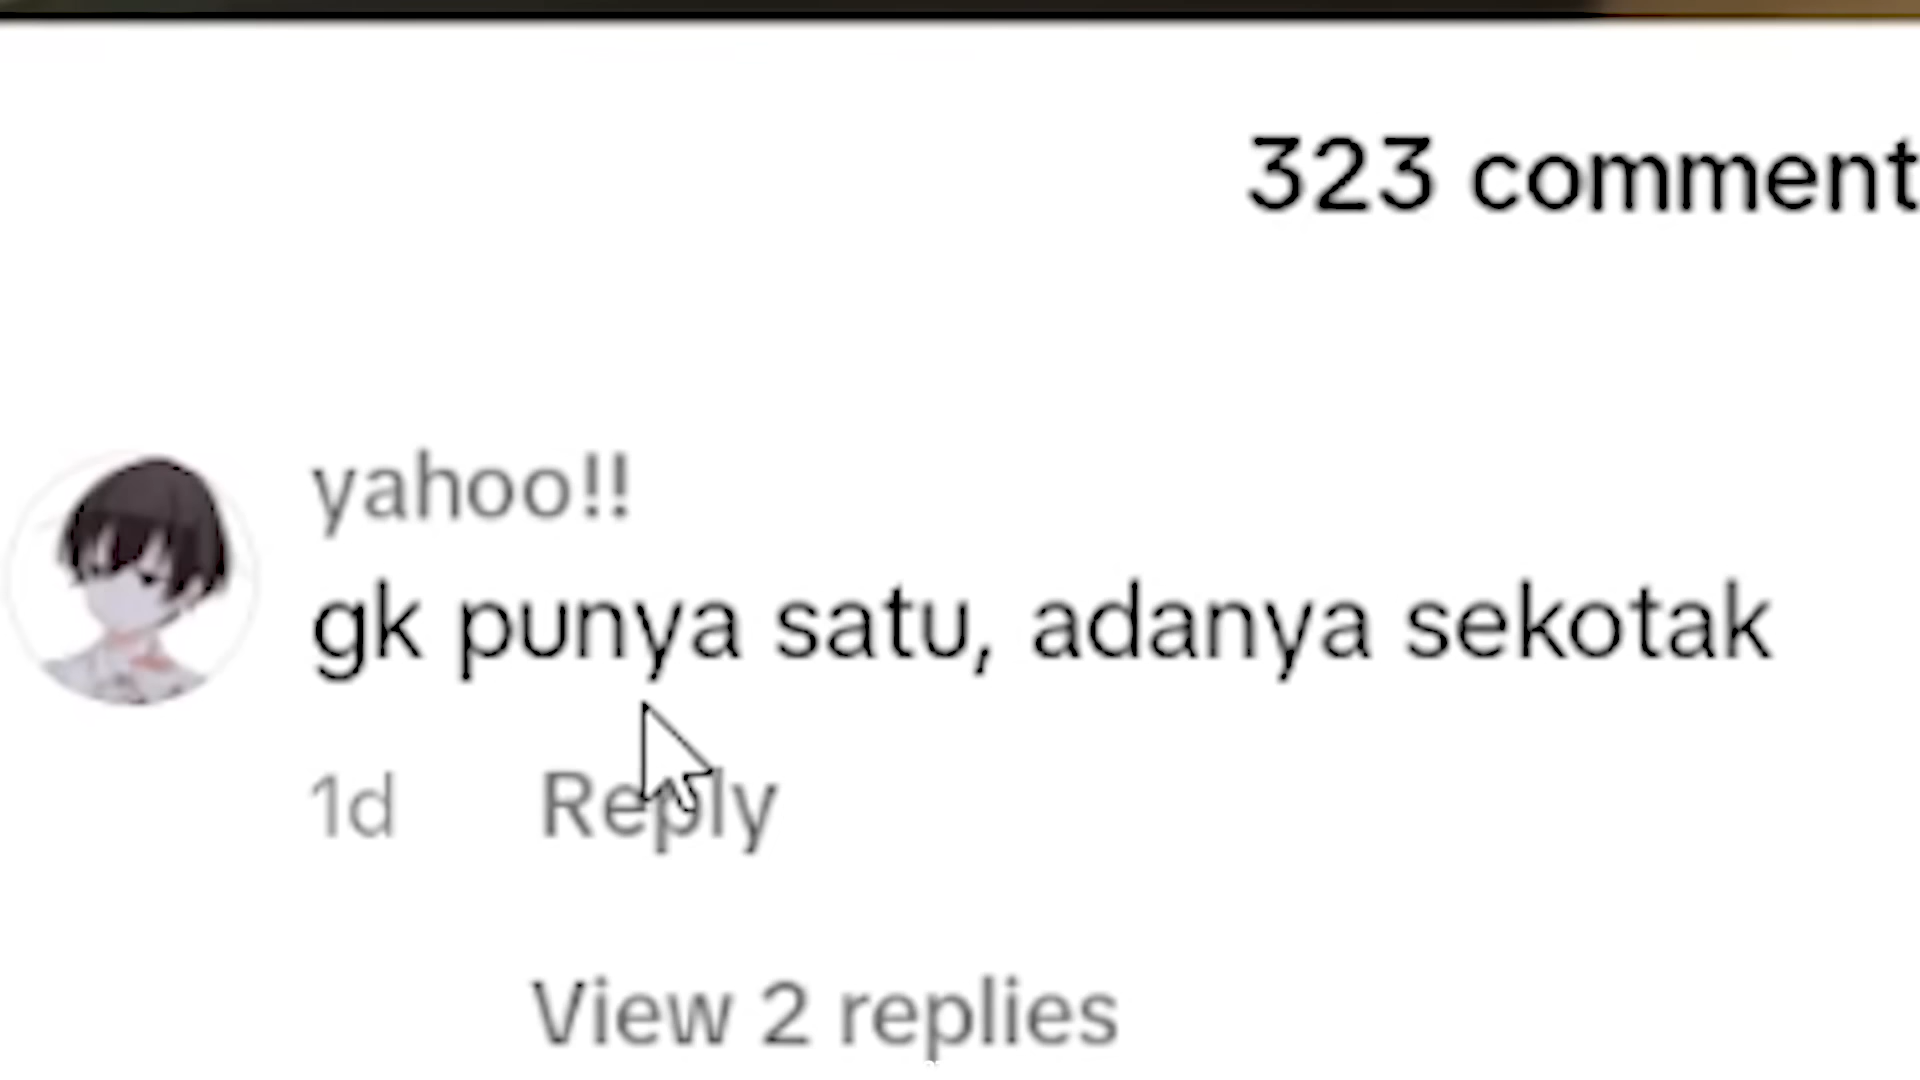 323 comment
yahoo!!
gk punya satu, adanya sekotak
1d Reply
View 2 replies